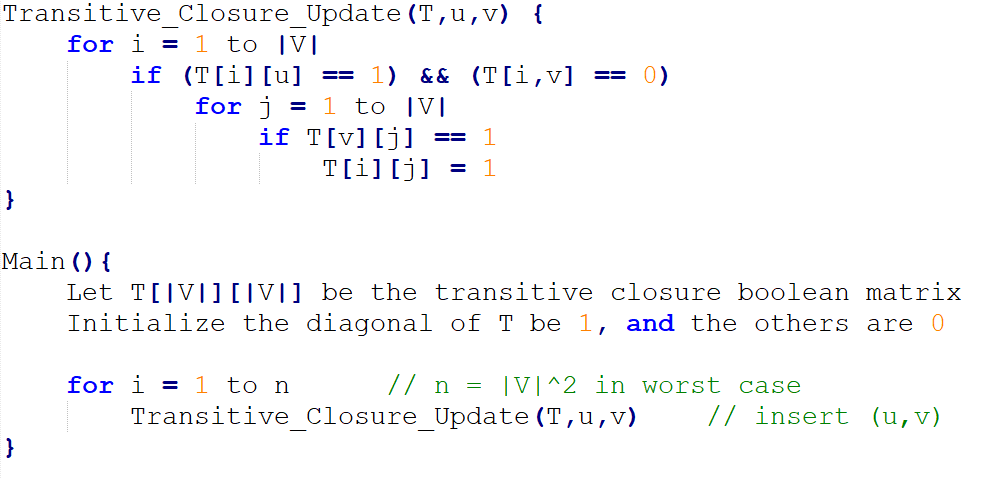 Transitive_Closure_Update(T,u,v) {
for i = 1 to |V|
if (T[i][u] == 1) && (T[i,v] == 0)
for j = 1 to |V|
if T[v][j] == 1
T[i][j] = 1
}
Main(){
Let T[|V|][|V|] be the transitive closure boolean matrix
Initialize the diagonal of T be 1, and the others are 0
for i = 1 to n // n = |V|^2 in worst case
Transitive_Closure_Update(T,u,v) // insert (u,v)
}